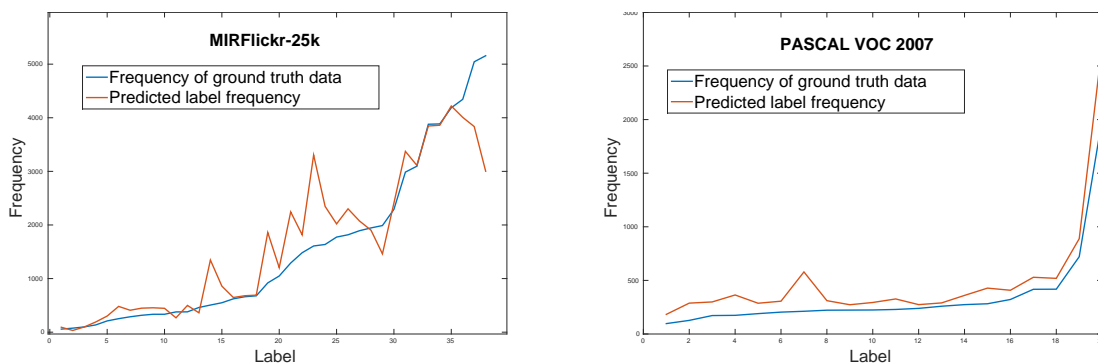 MIRFlickr-25k
Frequency of ground truth data
Predicted label frequency
5000
4000
3000
2000
1000
0
Frequency
0 5 10 15 20 25 30 35
Label
PASCAL VOC 2007
Frequency of ground truth data
Predicted label frequency
3000
2500
2000
1500
1000
500
0
Frequency
0 2 4 6 8 10 12 14 16 18
Label